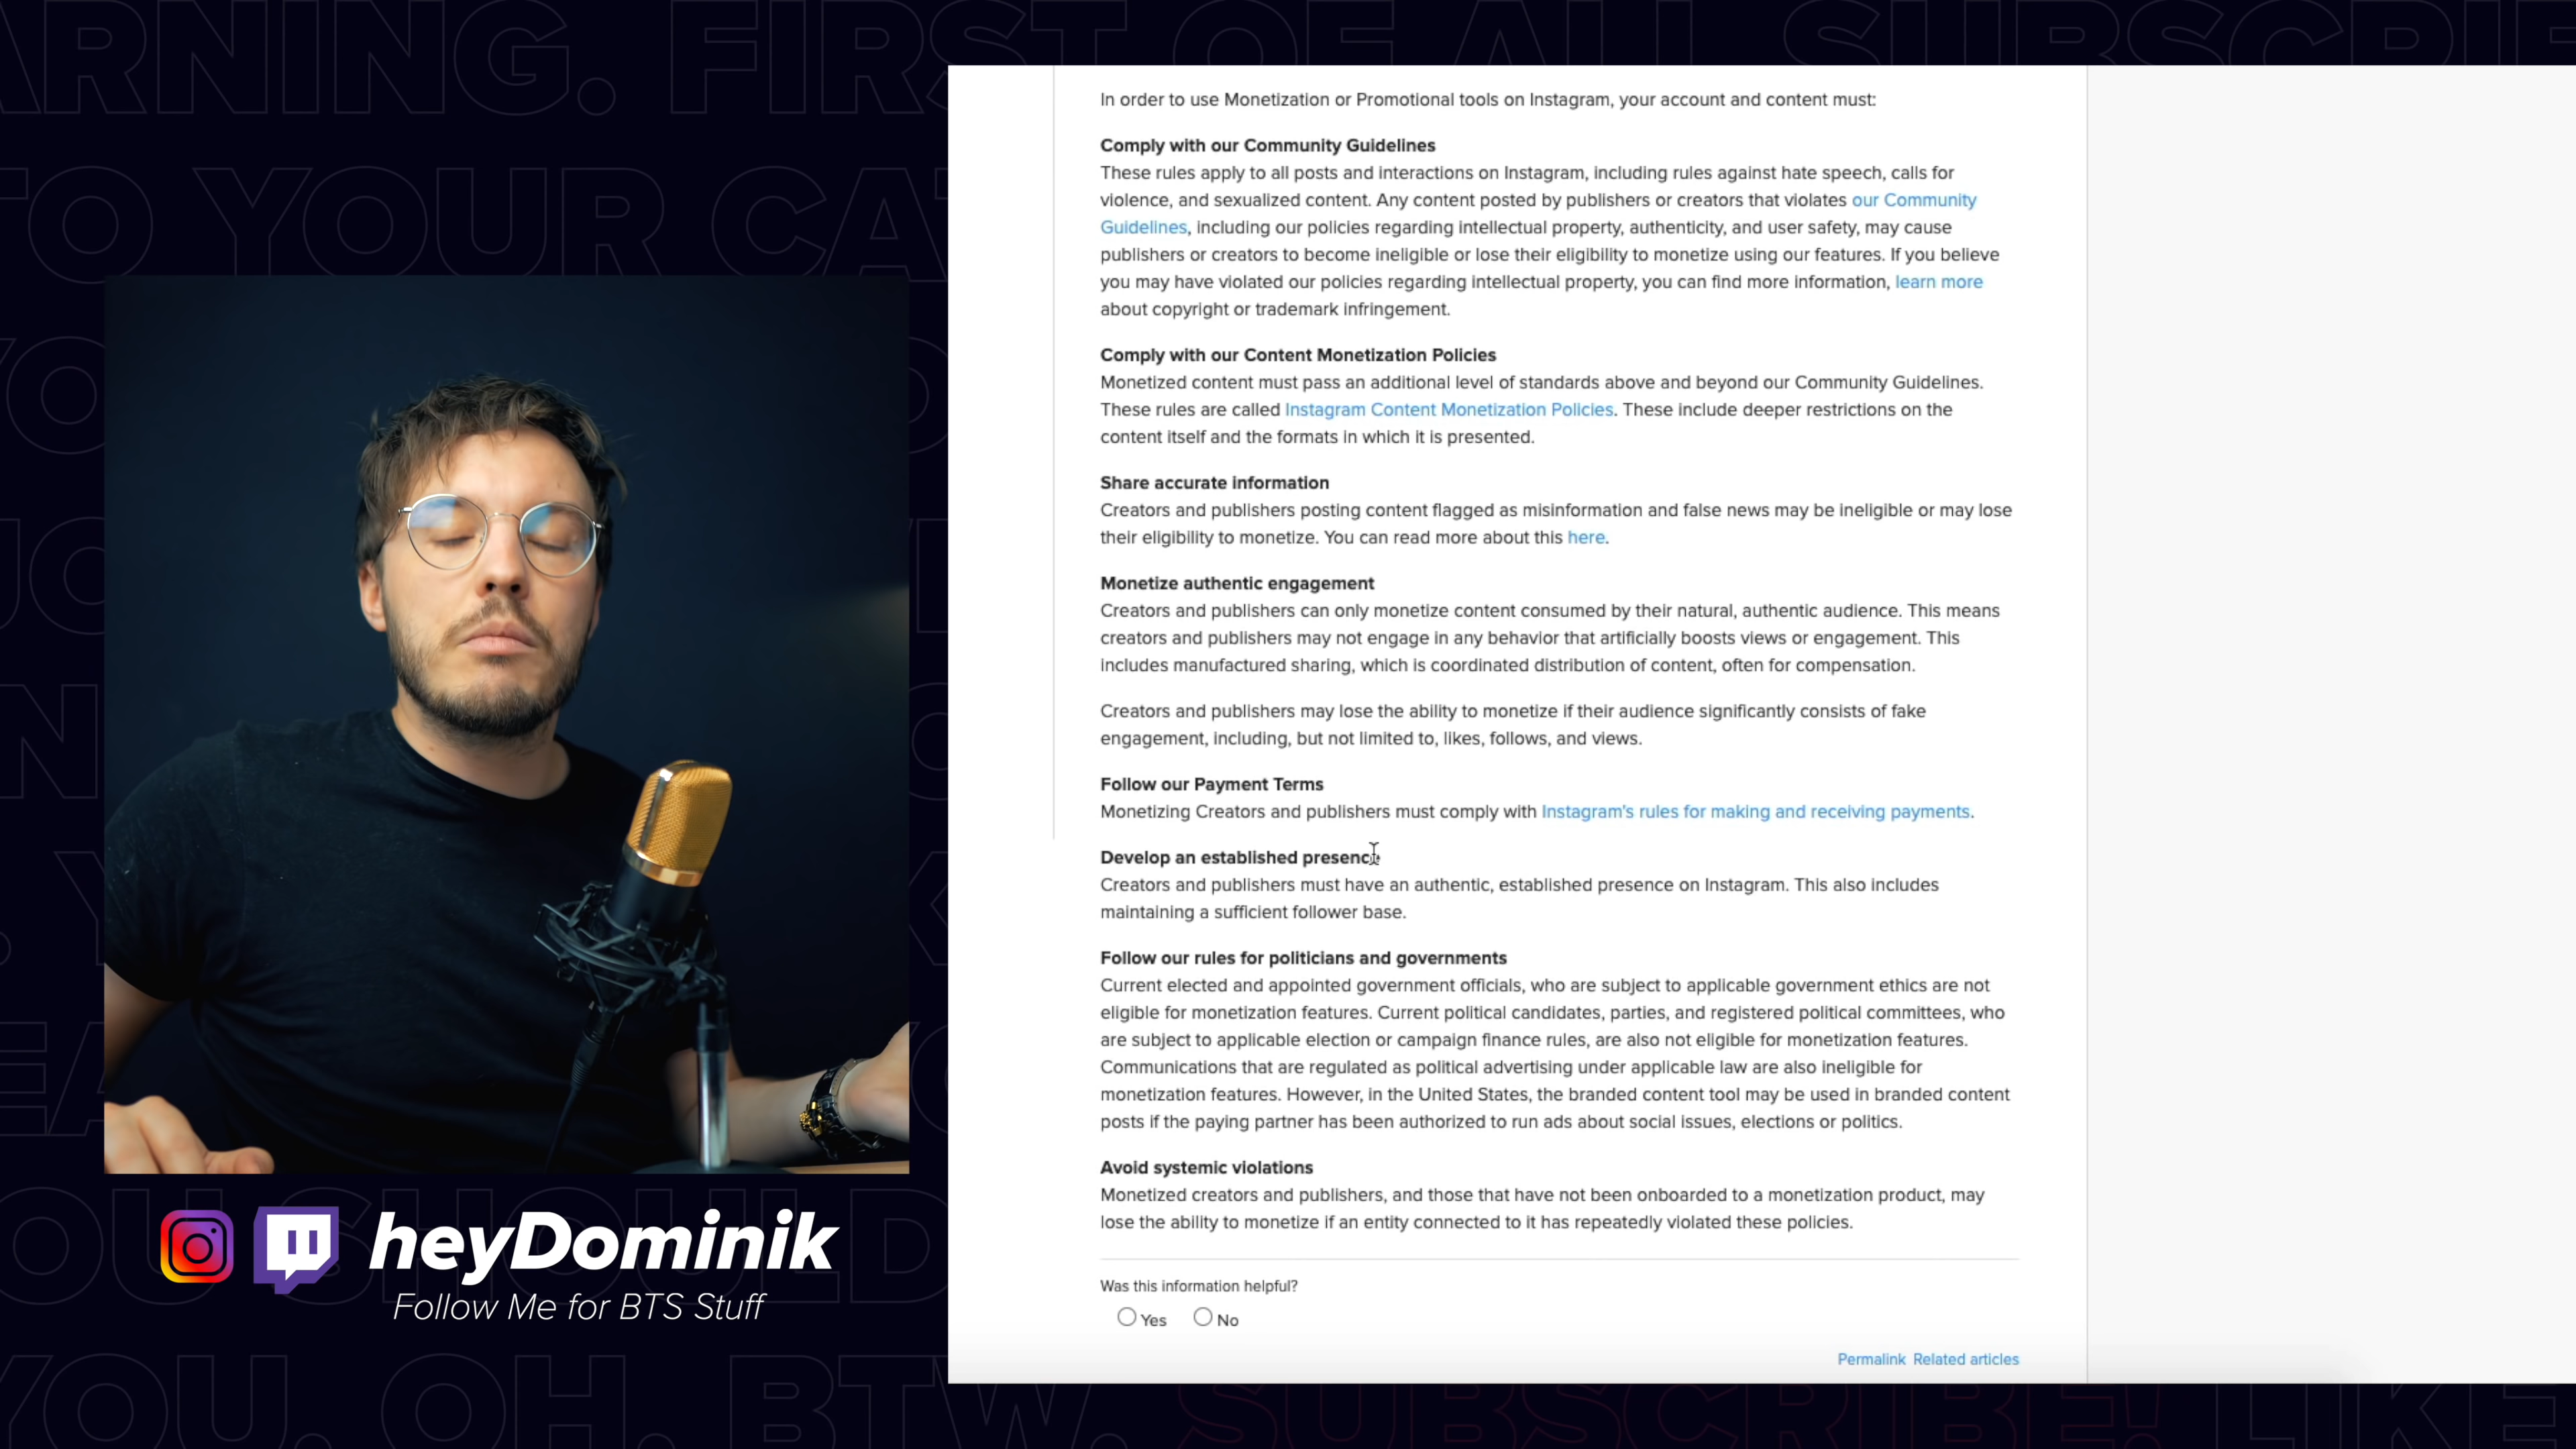 ARNING. FIRST OF ALL SUBSCRI
TO YOUR CA
In order to use Monetization or Promotional tools on Instagram, your account and content must:
Comply with our Community Guidelines
These rules apply to all posts and interactions on Instagram, including rules against hate speech, calls for
violence, and sexualized content. Any content posted by publishers or creators that violates our Community
Guidelines, including our policies regarding intellectual property, authenticity, and user safety, may cause
publishers or creators to become ineligible or lose their eligibility to monetize using our features. If you believe
you may have violated our policies regarding intellectual property, you can find more information, learn more
about copyright or trademark infringement.
Comply with our Content Monetization Policies
Monetized content must pass an additional level of standards above and beyond our Community Guidelines.
These rules are called Instagram Content Monetization Policies. These include deeper restrictions on the
content itself and the formats in which it is presented.
Share accurate information
Creators and publishers posting content flagged as misinformation and false news may be ineligible or may lose
their eligibility to monetize. You can read more about this here.
Monetize authentic engagement
Creators and publishers can only monetize content consumed by their natural, authentic audience. This means
creators and publishers may not engage in any behavior that artificially boosts views or engagement. This
includes manufactured sharing, which is coordinated distribution of content, often for compensation.
Creators and publishers may lose the ability to monetize if their audience significantly consists of fake
engagement, including, but not limited to, likes, follows, and views.
Follow our Payment Terms
Monetizing Creators and publishers must comply with Instagram's rules for making and receiving payments.
Develop an established presence
Creators and publishers must have an authentic, established presence on Instagram. This also includes
maintaining a sufficient follower base.
Follow our rules for politicians and governments
Current elected and appointed government officials, who are subject to applicable government ethics are not
eligible for monetization features. Current political candidates, parties, and registered political committees, who
are subject to applicable election or campaign finance rules, are also not eligible for monetization features.
Communications that are regulated as political advertising under applicable law are also ineligible for
monetization features. However, in the United States, the branded content tool may be used in branded content
posts if the paying partner has been authorized to run ads about social issues, elections or politics.
Avoid systemic violations
Monetized creators and publishers, and those that have not been onboarded to a monetization product, may
lose the ability to monetize if an entity connected to it has repeatedly violated these policies.
Was this information helpful?
Yes No
Permalink Related articles
OU SHOULD
heyDominik
Follow Me for BTS Stuff
YOU. OH. BTW. SUBSCRIBE! LIKE